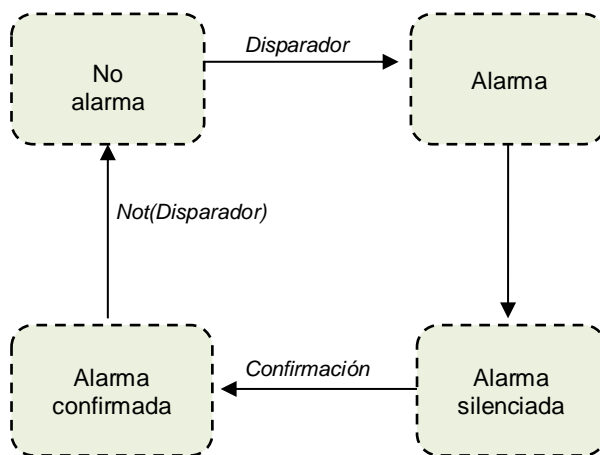 Disparador
No
alarma
Alarma
Not(Disparador)
Alarma
confirmada
Confirmación
Alarma
silenciada